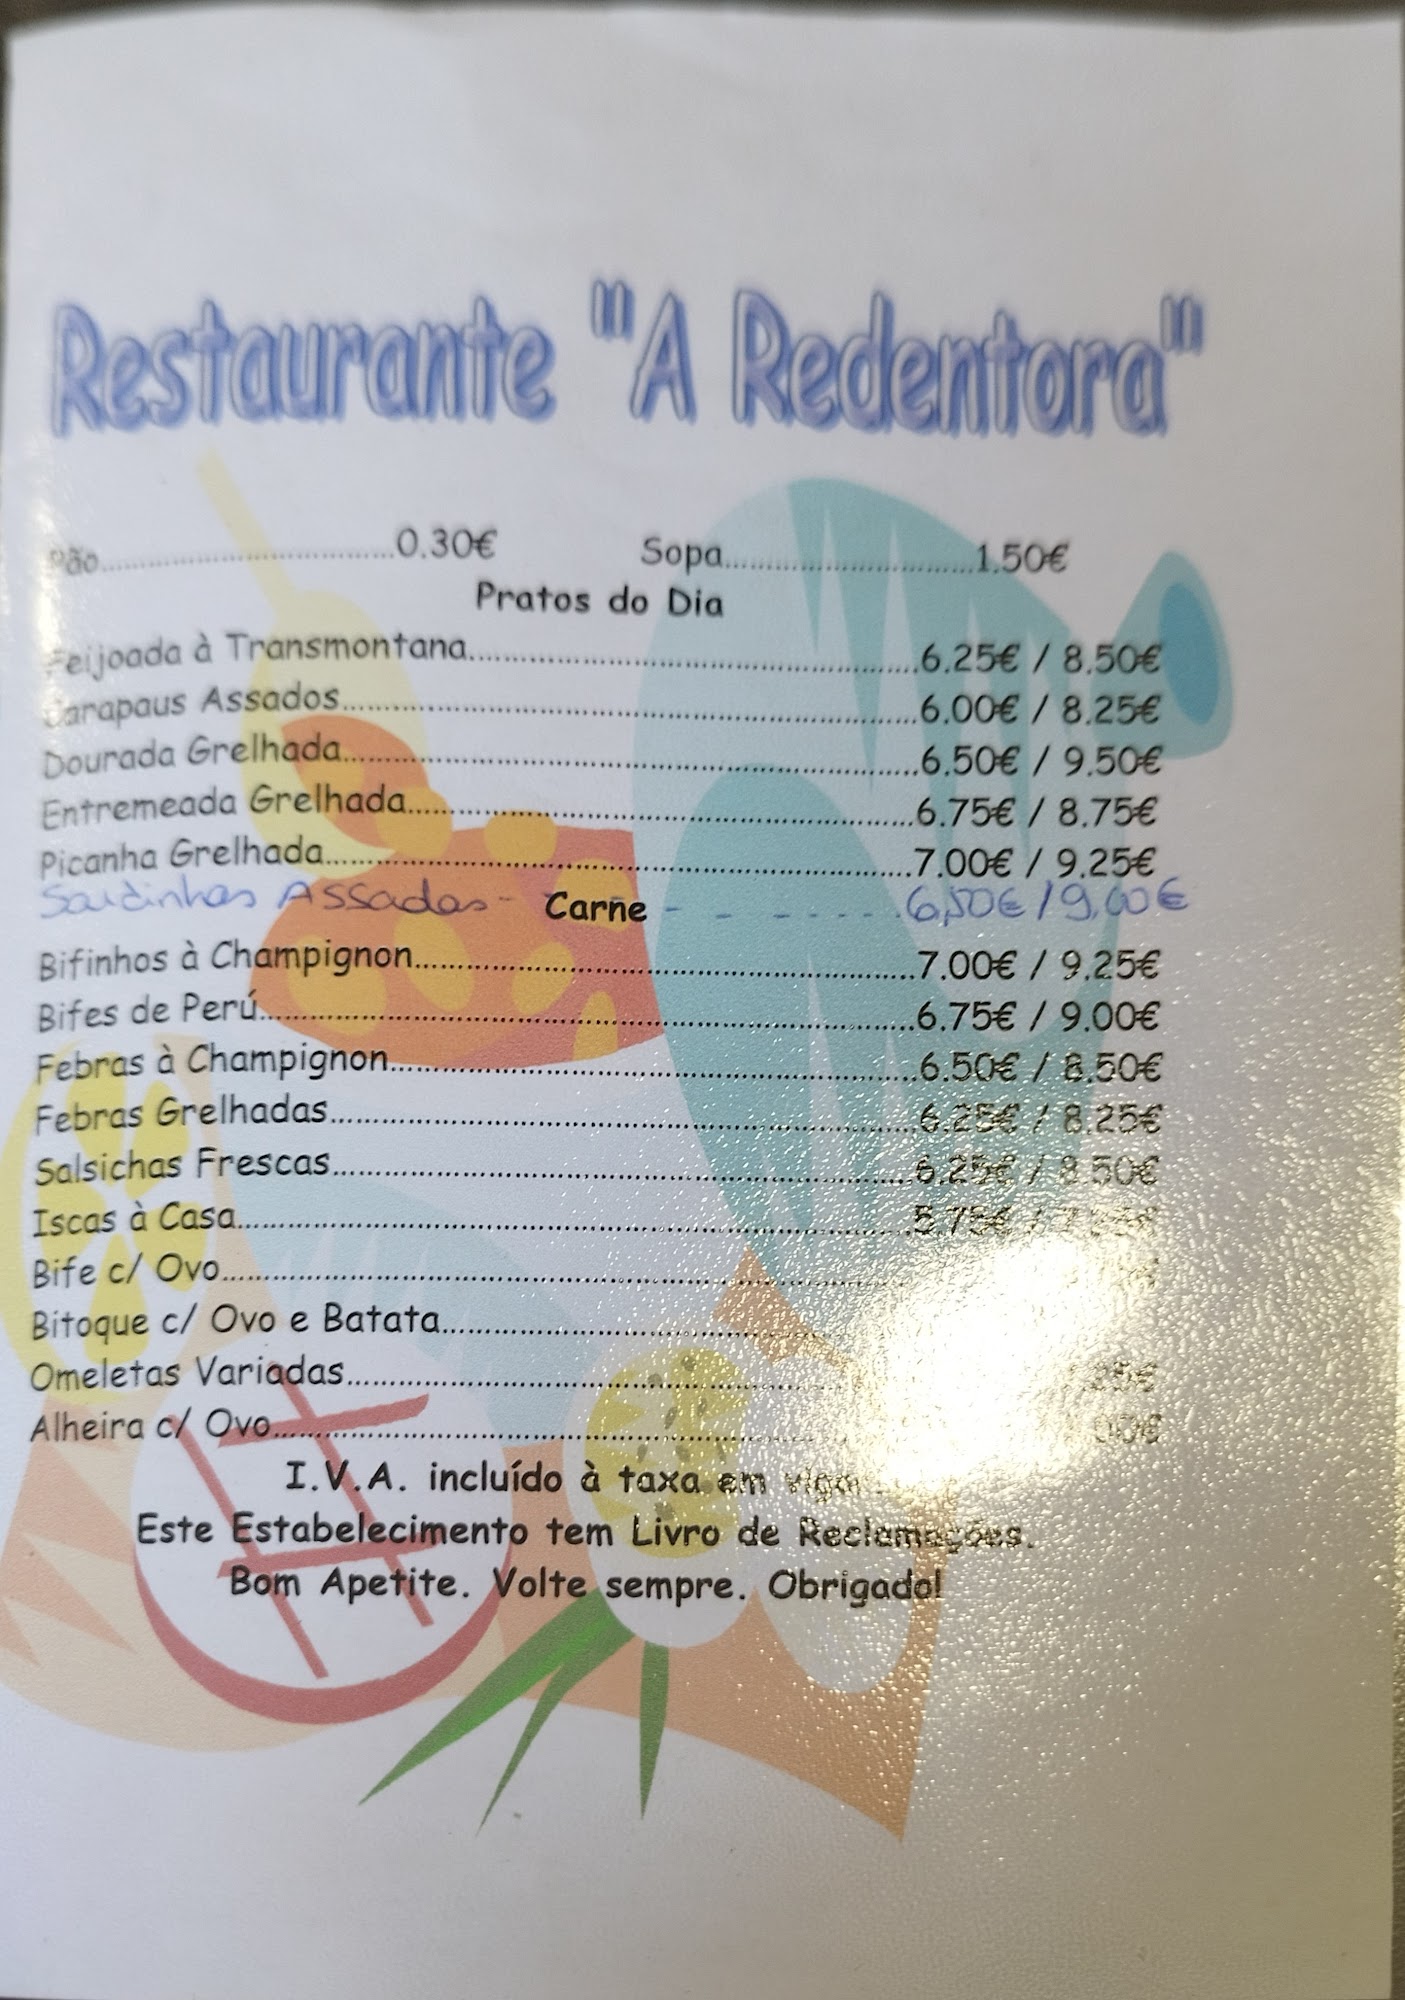 Restaurante "A Redentora"
Pão..............................0.30€ Sopa..........................1.50€
Pratos do Dia
Feijoada à Transmontana..........................................6.25€ / 8.50€
Carapaus Assados..........................................6.00€ / 8.25€
Dourada Grelhada..........................................6.50€ / 9.50€
Entremeada Grelhada..........................................6.75€ / 8.75€
Picanha Grelhada..........................................7.00€ / 9.25€
Sardinhas Assadas - - - - - - - 6,50€ / 9,00€
Carne
Bifinhos à Champignon..........................................7.00€ / 9.25€
Bifes de Perú..........................................6.75€ / 9.00€
Febras à Champignon..........................................6.50€ / 8.50€
Febras Grelhadas..........................................6.25€ / 8.25€
Salsichas Frescas..........................................6.25€ / 8.50€
Iscas à Casa..........................................5.75€ /
Bife c/ Ovo..........................................
Bitoque c/ Ovo e Batata..........................................
Omeletas Variadas..........................................
Alheira c/ Ovo..........................................
I.V.A. incluído à taxa em vigor
Este Estabelecimento tem Livro de Reclamações.
Bom Apetite. Volte sempre. Obrigado!